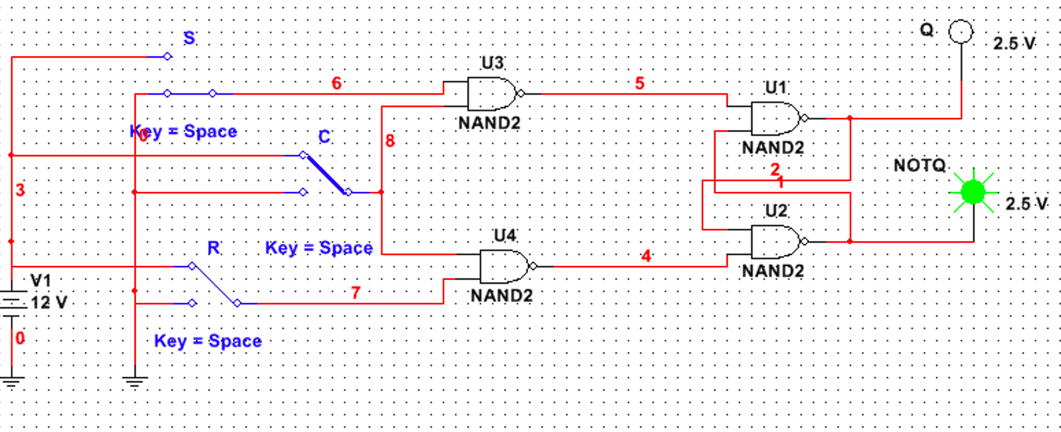 S
Q
2.5 V
U3
6
5
U1
NAND2
Key = Space
0
C
8
NAND2
NOTQ
2
1
3
2.5 V
U2
R
Key = Space
U4
4
NAND2
V1
12 V
7
NAND2
0
Key = Space